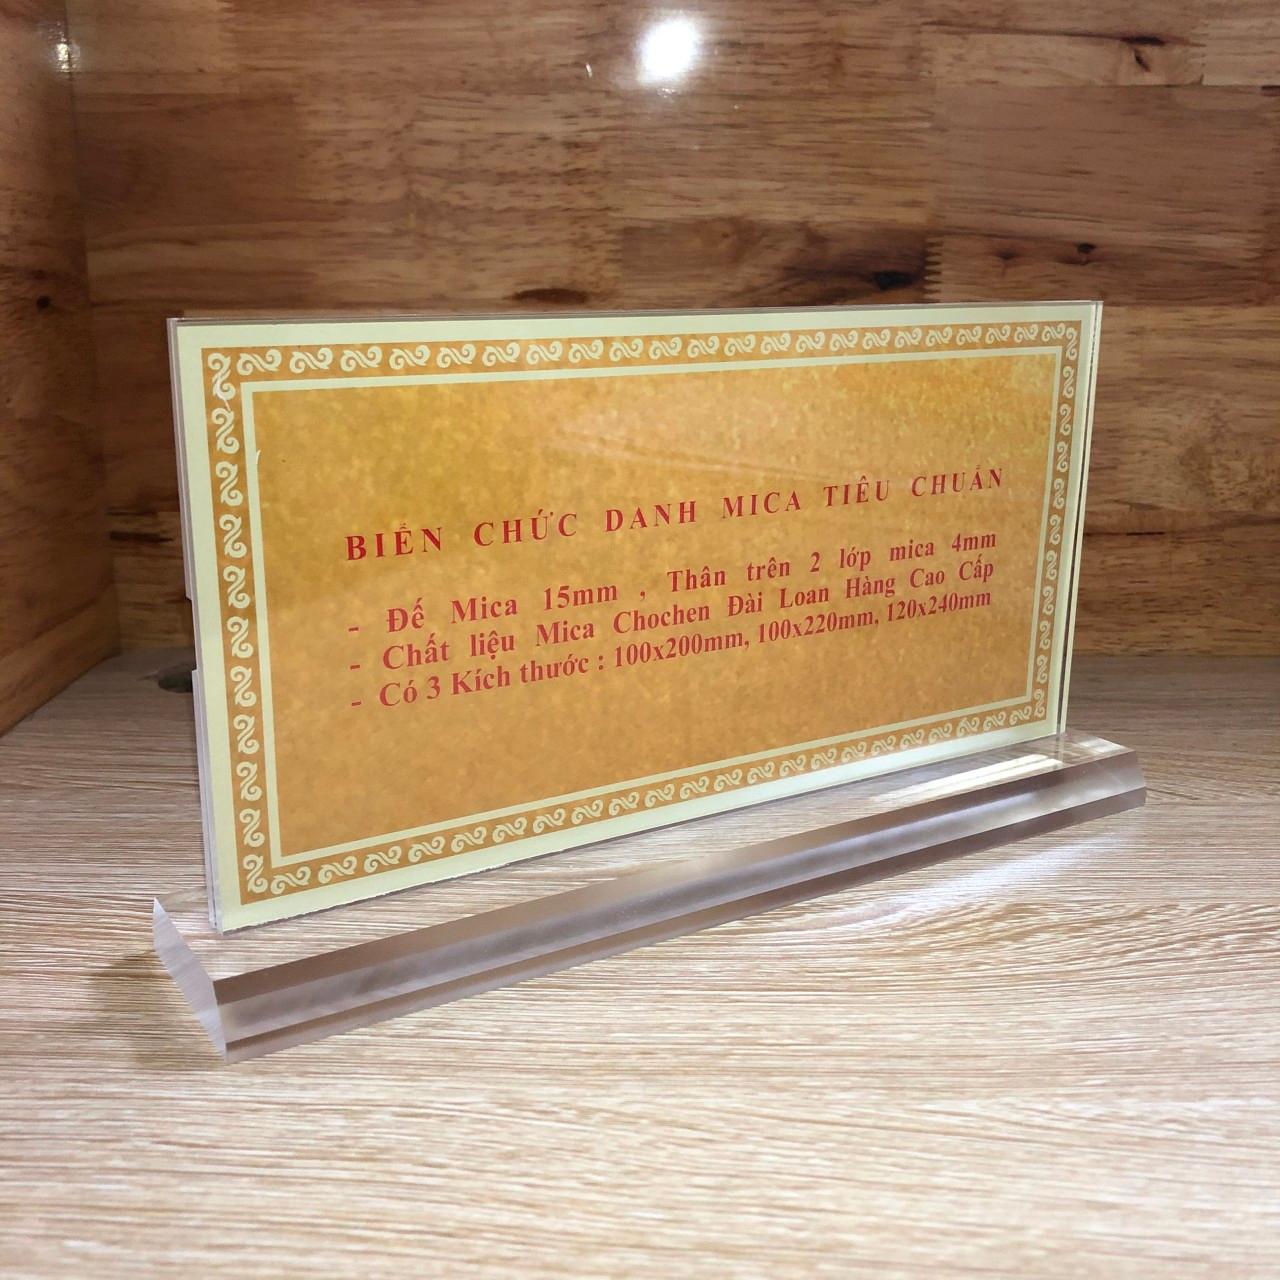 BIỂN CHỨC DANH MICA TIÊU CHUẨN
- Đế Mica 15mm , Thân trên 2 lớp mica 4mm
- Chất liệu Mica Chochen Đài Loan Hàng Cao Cấp
- Có 3 Kích thước : 100x200mm, 100x220mm, 120x240mm